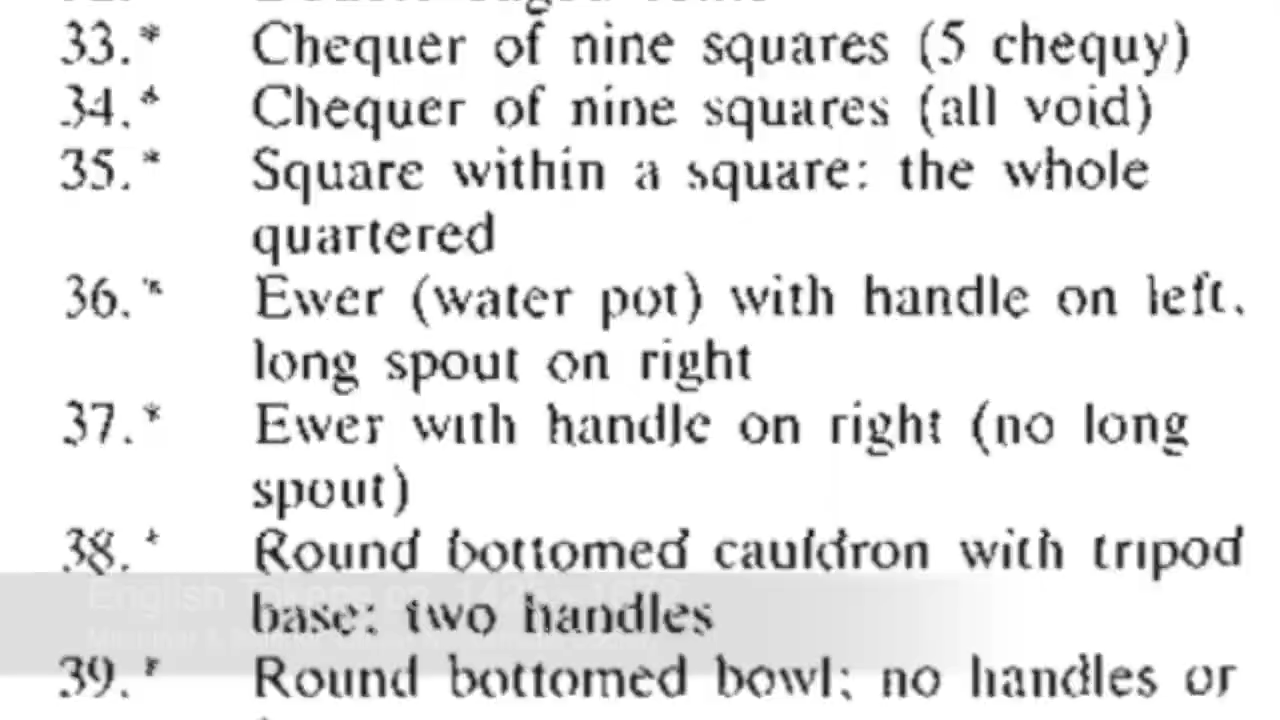 33.* Chequer of nine squares (5 chequy)
34.* Chequer of nine squares (all void)
35.* Square within a square: the whole
quartered
36.* Ewer (water pot) with handle on left,
long spout on right
37.* Ewer with handle on right (no long
spout)
38.* Round bottomed cauldron with tripod
base: two handles
39.* Round bottomed bowl; no handles or
English